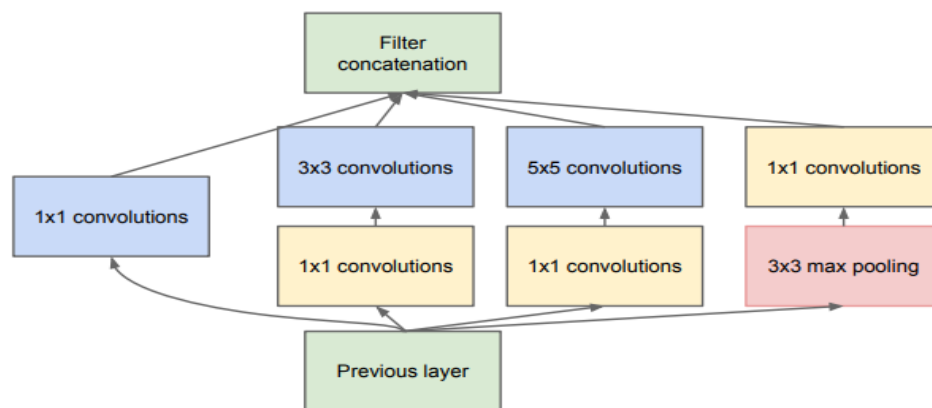 Filter
concatenation
3x3 convolutions
5x5 convolutions
1x1 convolutions
1x1 convolutions
1x1 convolutions
1x1 convolutions
3x3 max pooling
Previous layer